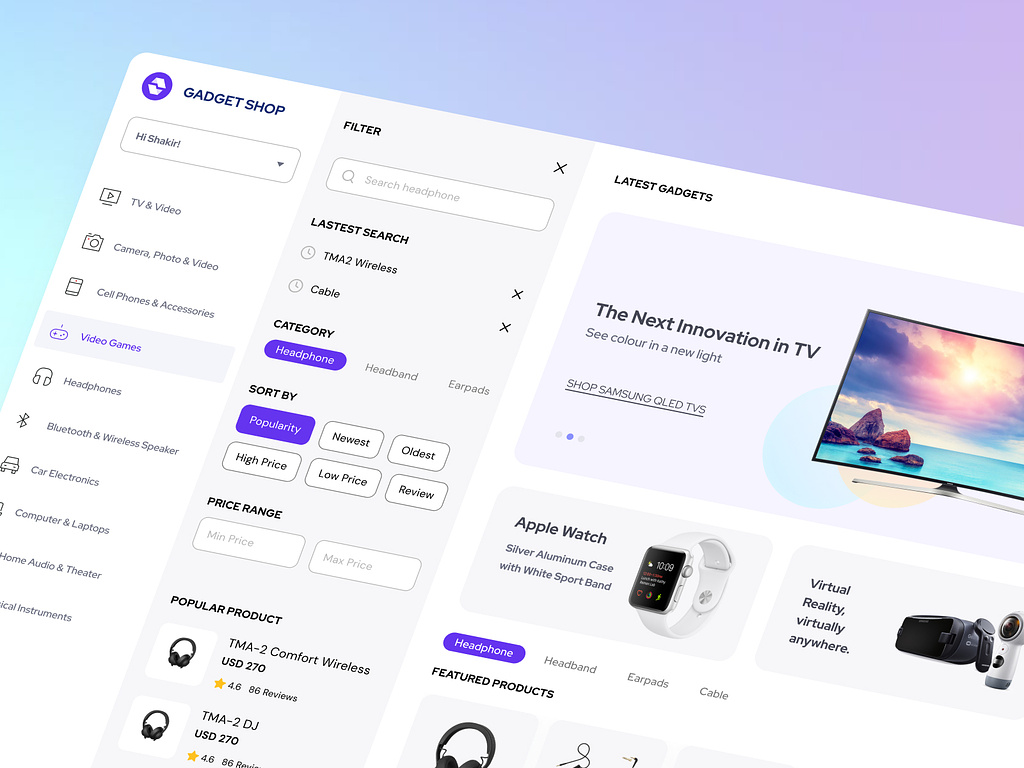 GADGET SHOP
Hi Shakir!
TV & Video
Camera, Photo & Video
Cell Phones & Accessories
Video Games
Headphones
Bluetooth & Wireless Speaker
Car Electronics
Computer & Laptops
Home Audio & Theater
Instruments
FILTER
Search headphone
LASTEST SEARCH
TMA2 Wireless
Cable
CATEGORY
Headphone Headband Earpads
SORT BY
Popularity Newest Oldest
High Price Low Price Review
PRICE RANGE
Min Price Max Price
POPULAR PRODUCT
TMA-2 Comfort Wireless
USD 270
4.6 86 Reviews
TMA-2 DJ
USD 270
4.6 86
LATEST GADGETS
The Next Innovation in TV
See colour in a new light
SHOP SAMSUNG QLED TVS
Apple Watch
Silver Aluminum Case
with White Sport Band
10:09
Virtual
Reality,
virtually
anywhere.
Headphone Headband Earpads Cable
FEATURED PRODUCTS